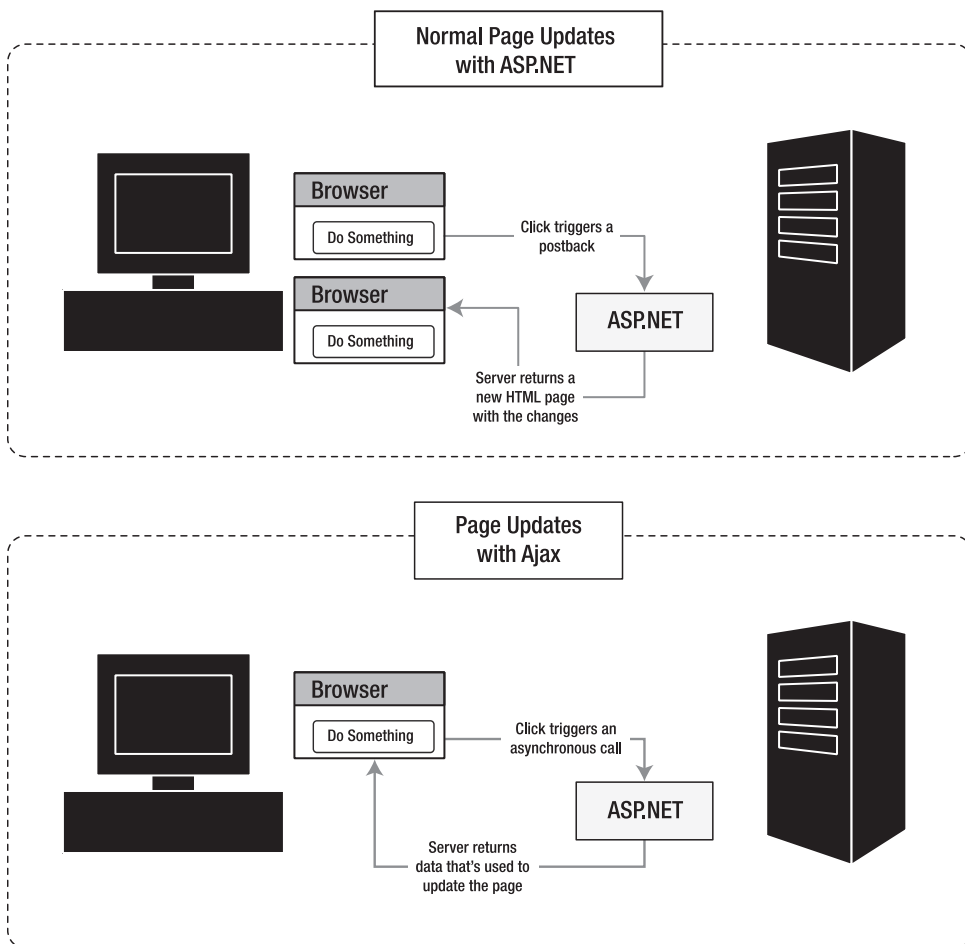 Normal Page Updates
with ASP.NET
Browser
Do Something
Click triggers a
postback
Browser
Do Something
ASP.NET
Server returns a
new HTML page
with the changes
Page Updates
with Ajax
Browser
Do Something
Click triggers an
asynchronous call
ASP.NET
Server returns
data that's used to
update the page